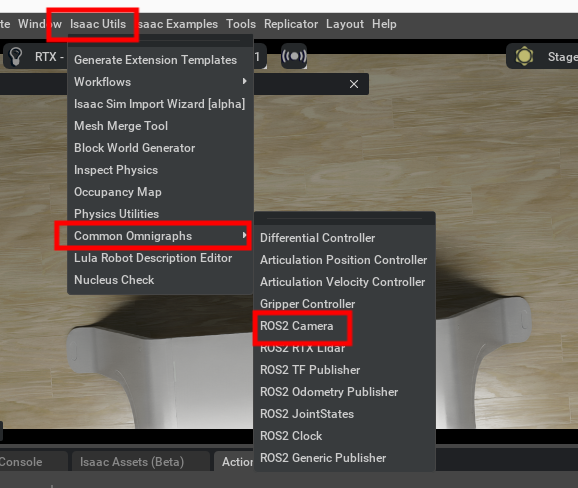 te Window Isaac Utils saac Examples Tools Replicator Layout Help
RTX - 1 Stage
Generate Extension Templates
Workflows
Isaac Sim Import Wizard [alpha]
Mesh Merge Tool
Block World Generator
Inspect Physics
Occupancy Map
Physics Utilities
Common Omnigraphs
Lula Robot Description Editor
Nucleus Check
Differential Controller
Articulation Position Controller
Articulation Velocity Controller
Gripper Controller
ROS2 Camera
ROS2 RTX Lidar
ROS2 TF Publisher
ROS2 Odometry Publisher
ROS2 JointStates
ROS2 Clock
ROS2 Generic Publisher
Console Isaac Assets (Beta) Action